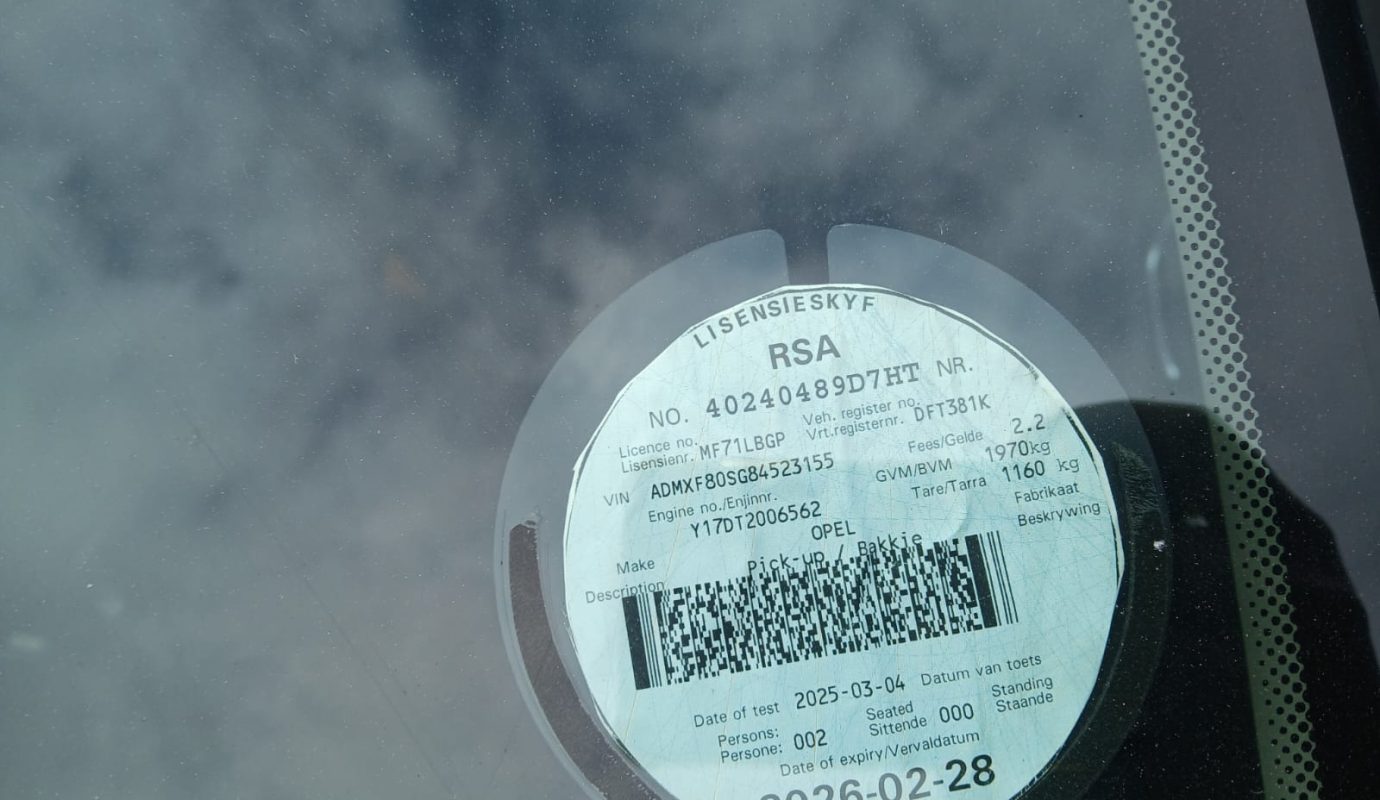 LISENSIESKYF
RSA
NO. 40240489D7HT NR.
Licence no. Veh. register no.
Lisensienr. MF71LBGP Vrt.registernr. DFT381K
VIN ADMXF80SG84523155 Fees/Gelde 2.2
Engine no./Enjinnr. GVM/BVM 1970kg
Y17DT2006562 Tare/Tarra 1160 kg
Make OPEL Fabrikaat
Description Pick-up / Bakkie Beskrywing
Date of test 2025-03-04 Datum van toets
Persons: Seated Standing
Persone: 002 Sittende 000 Staande
Date of expiry/Vervaldatum
2026-02-28